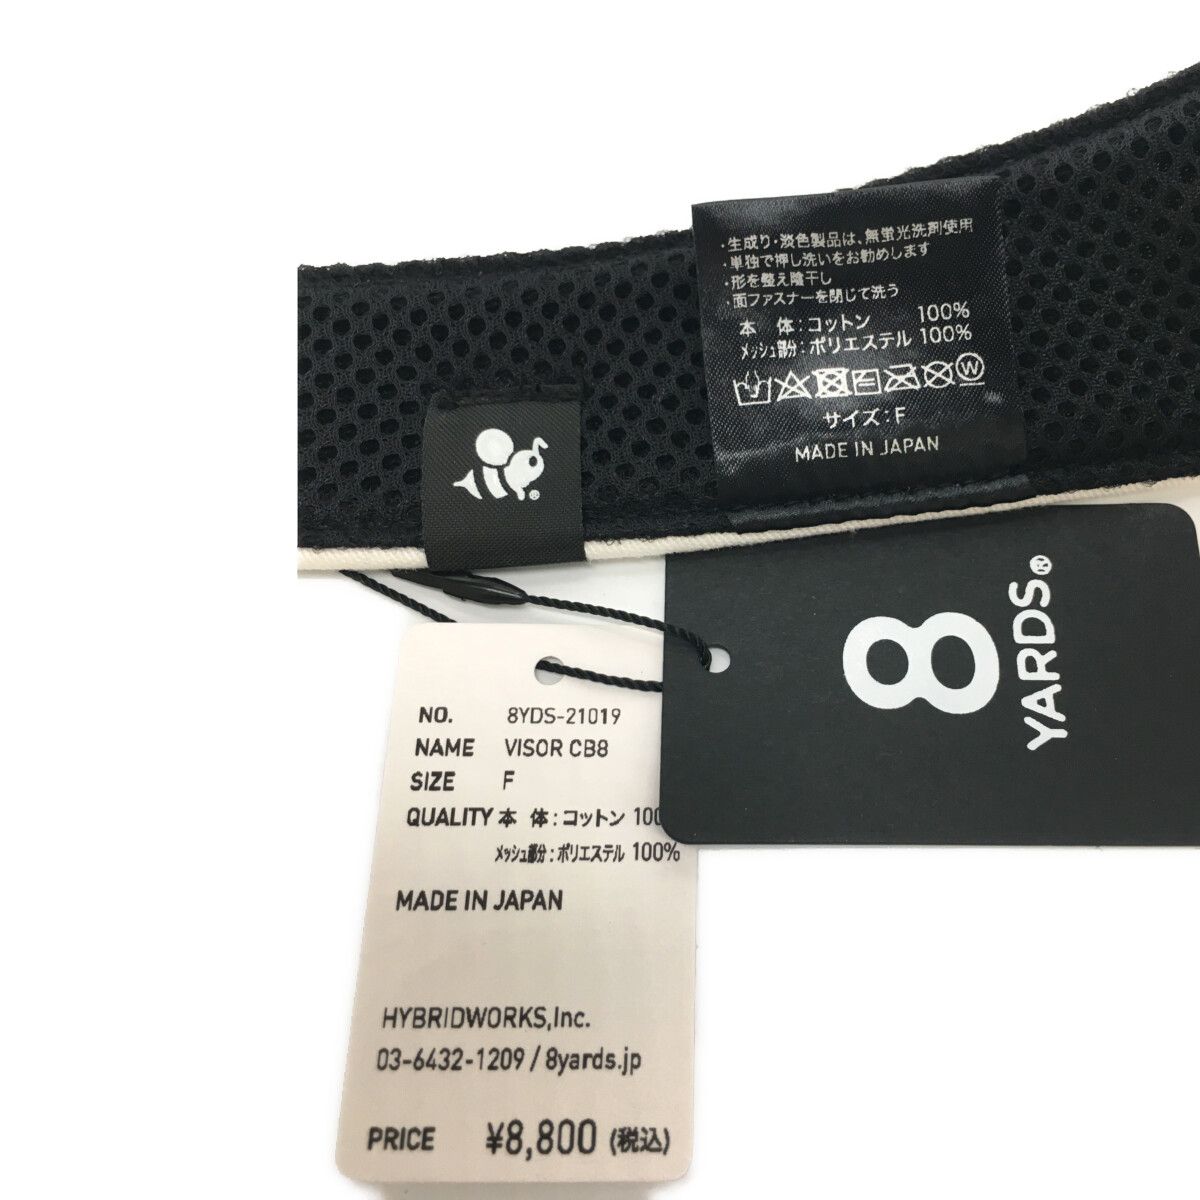 ・生成り・淡色製品は、無蛍光洗剤使用
・単独で押し洗いをお勧めします
・形を整え陰干し
・面ファスナーを閉じて洗う
本 体:コットン 100%
メッシュ部分:ポリエステル 100%
W
サイズ:F
MADE IN JAPAN
®
8
YARDS®
NO. 8YDS-21019
NAME VISOR CB8
SIZE F
QUALITY 本 体:コットン 100
メッシュ部分:ポリエステル 100%
MADE IN JAPAN
HYBRIDWORKS,Inc.
03-6432-1209 / 8yards.jp
PRICE ¥8,800 (税込)